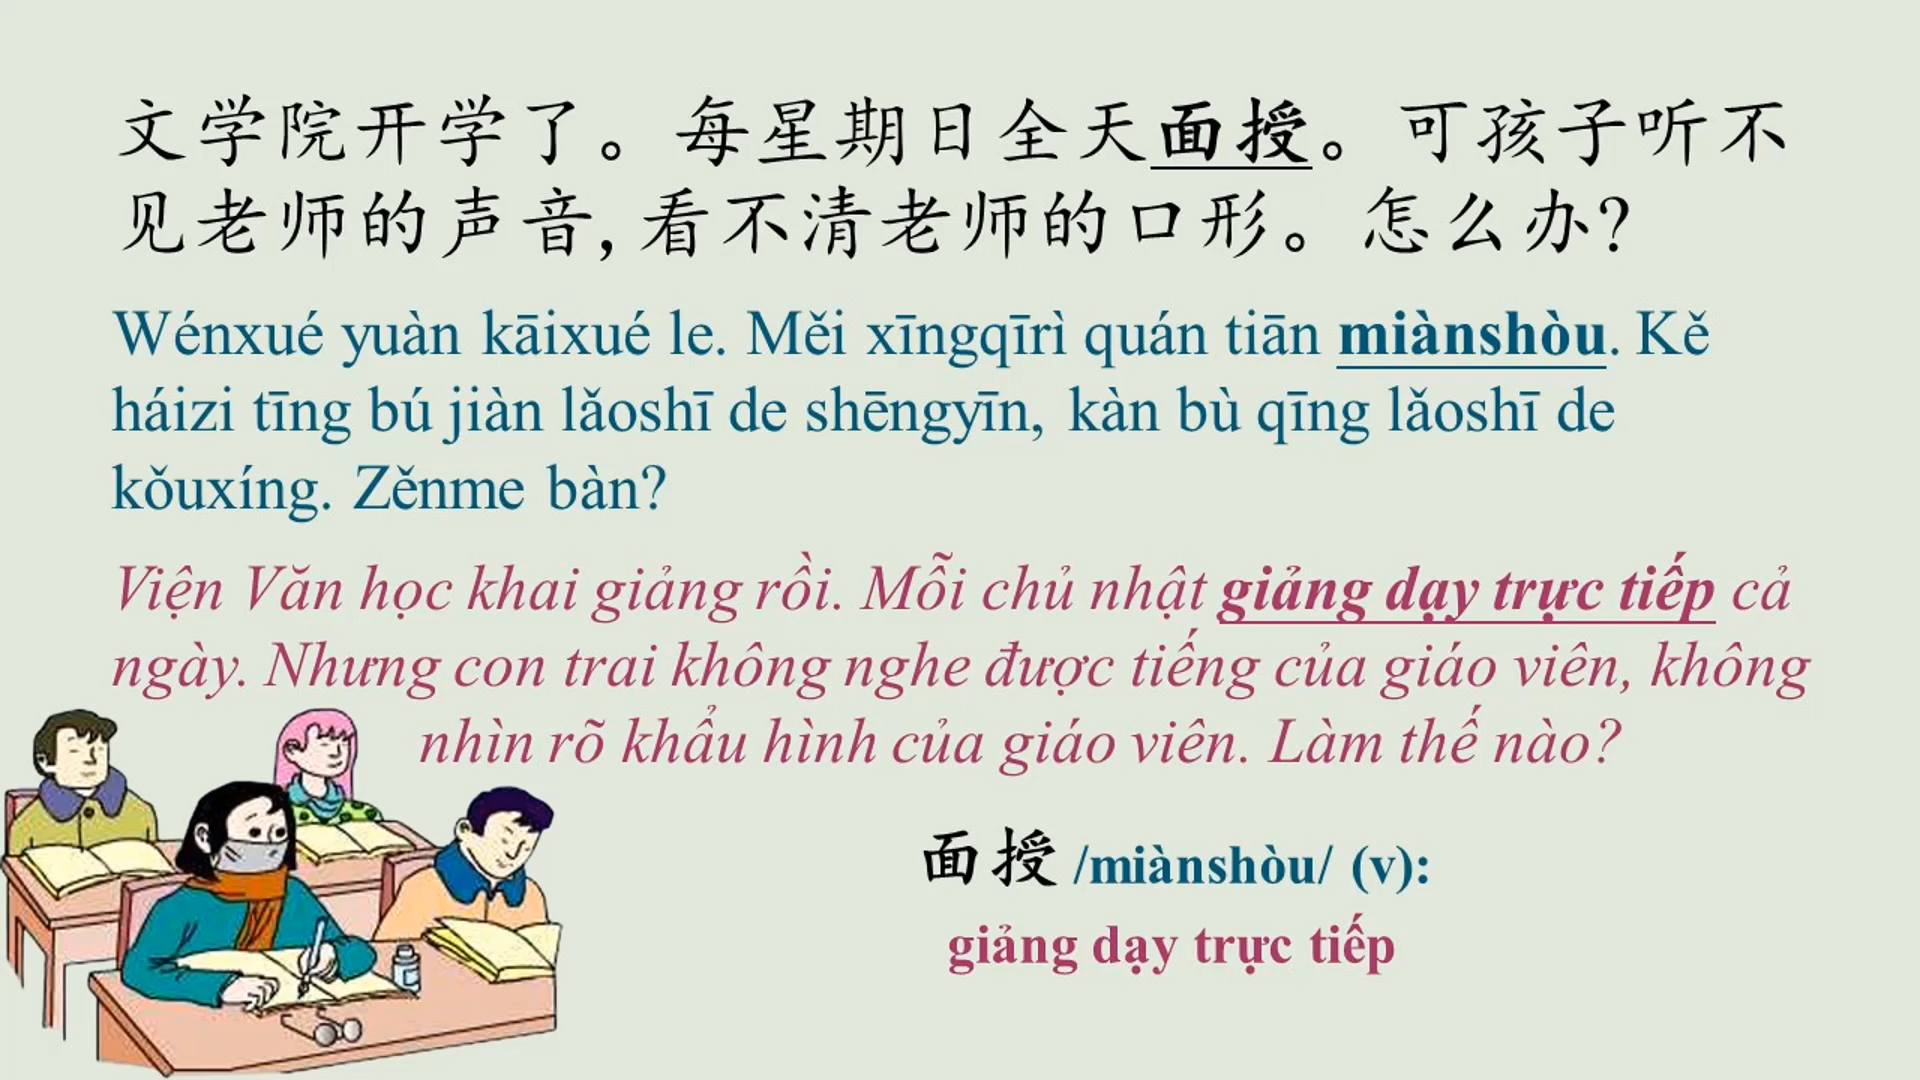 文学院开学了。每星期日全天面授。可孩子听不
见老师的声音,看不清老师的口形。怎么办?
Wénxué yuàn kāixué le. Měi xīngqīrì quán tiān miànshòu. Kě
háizi tīng bú jiàn lǎoshī de shēngyīn, kàn bù qīng lǎoshī de
kǒuxíng. Zěnme bàn?
Viện Văn học khai giảng rồi. Mỗi chủ nhật giảng dạy trực tiếp cả
ngày. Nhưng con trai không nghe được tiếng của giáo viên, không
nhìn rõ khẩu hình của giáo viên. Làm thế nào?
面授 /miànshòu/ (v):
giảng dạy trực tiếp